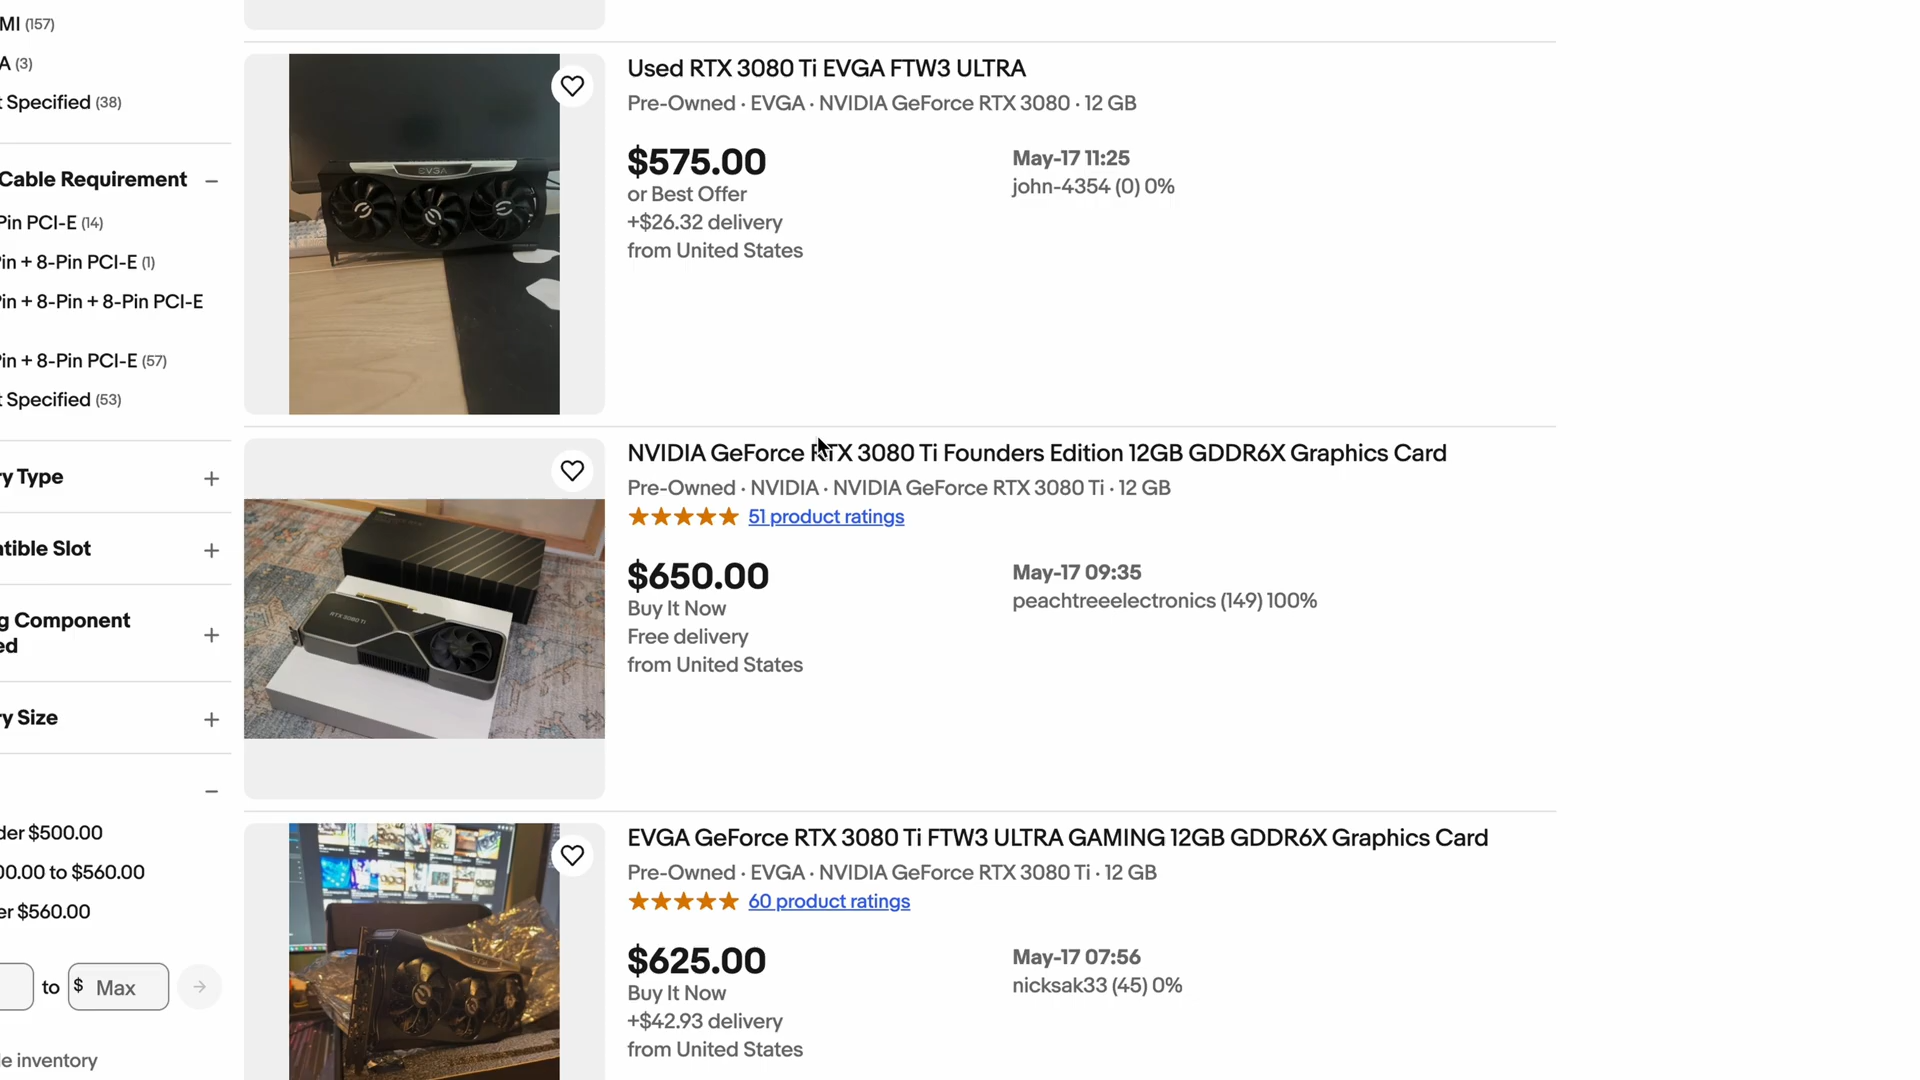 MI (157)
A (3)
t Specified (38)
Cable Requirement
Pin PCI-E (14)
in + 8-Pin PCI-E (1)
in + 8-Pin + 8-Pin PCI-E
in + 8-Pin PCI-E (57)
t Specified (53)
ry Type
atible Slot
g Component
ed
ry Size
der $500.00
00.00 to $560.00
er $560.00
to $ Max
le inventory
Used RTX 3080 Ti EVGA FTW3 ULTRA
Pre-Owned · EVGA · NVIDIA GeForce RTX 3080 · 12 GB
$575.00
or Best Offer
+$26.32 delivery
from United States
May-17 11:25
john-4354 (0) 0%
EVGA
NVIDIA GeForce RTX 3080 Ti Founders Edition 12GB GDDR6X Graphics Card
Pre-Owned · NVIDIA · NVIDIA GeForce RTX 3080 Ti · 12 GB
51 product ratings
$650.00
Buy It Now
Free delivery
from United States
May-17 09:35
peachtreeelectronics (149) 100%
RTX 3080 Ti
EVGA GeForce RTX 3080 Ti FTW3 ULTRA GAMING 12GB GDDR6X Graphics Card
Pre-Owned · EVGA · NVIDIA GeForce RTX 3080 Ti · 12 GB
60 product ratings
$625.00
Buy It Now
+$42.93 delivery
from United States
May-17 07:56
nicksak33 (45) 0%